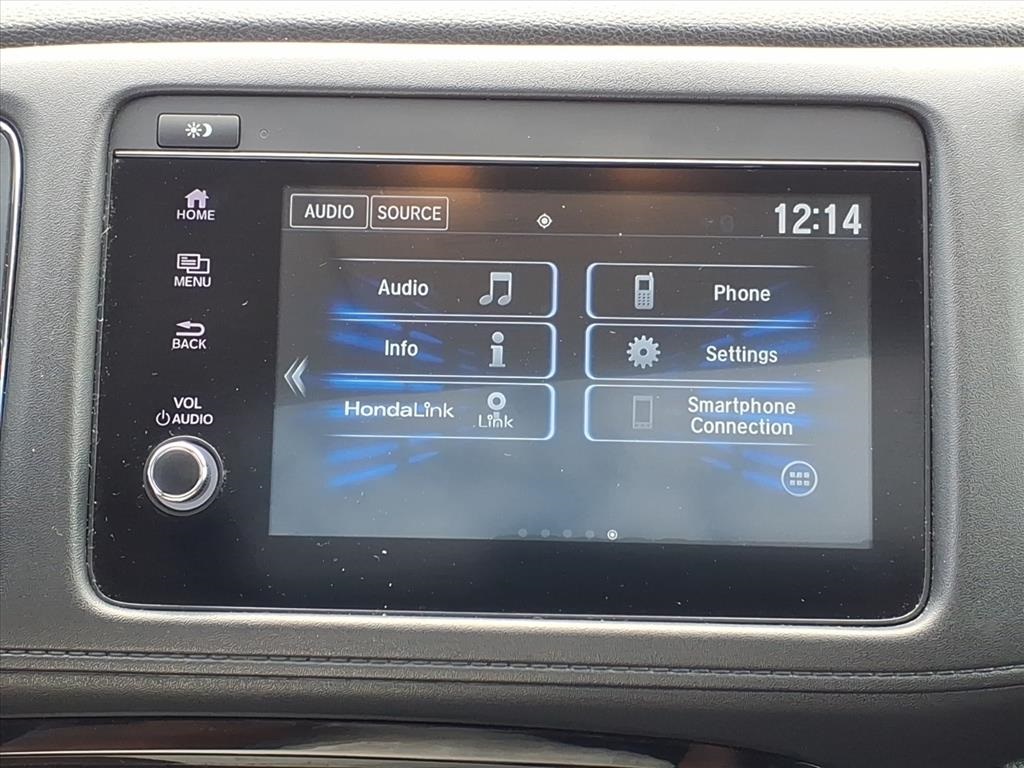 HOME
MENU
BACK
VOL
AUDIO
AUDIO SOURCE 12:14
Audio Phone
Info Settings
HondaLink Link Smartphone
Connection